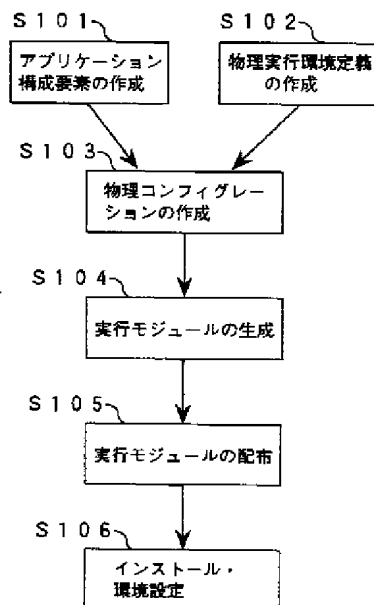 S101
アプリケーション
構成要素の作成
S102
物理実行環境定義
の作成
S103
物理コンフィグレー
ションの作成
S104
実行モジュールの生成
S105
実行モジュールの配布
S106
インストール・
環境設定